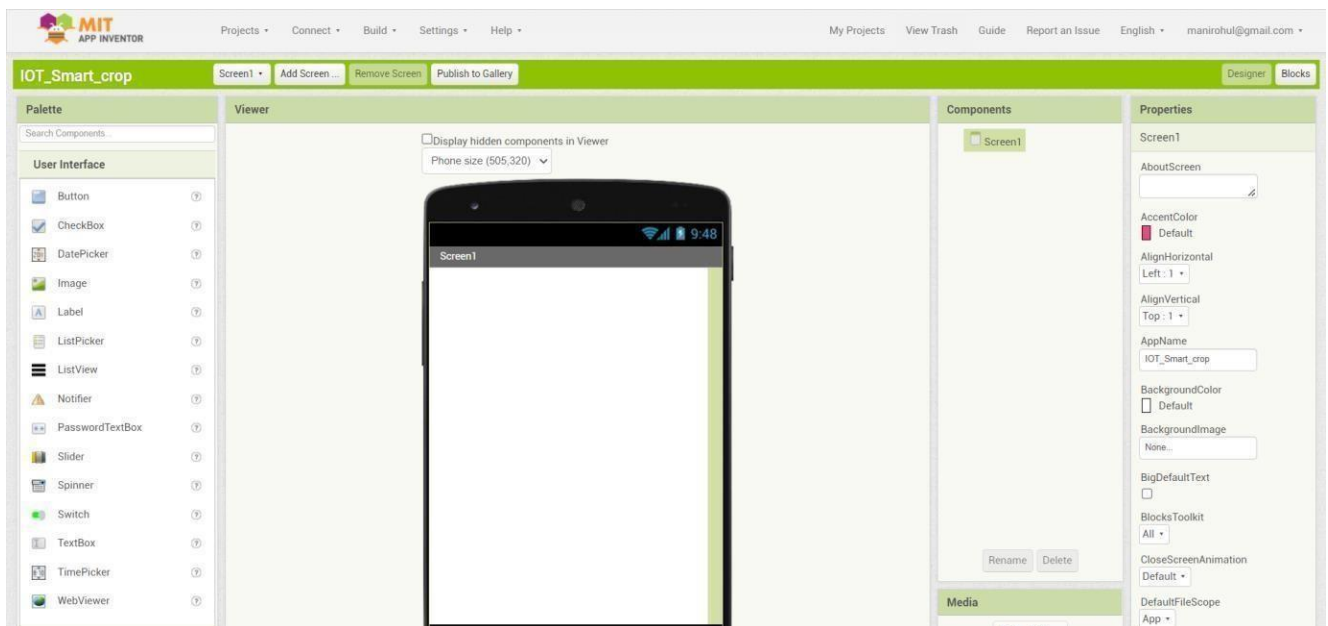 MIT
APP INVENTOR
Projects Connect Build Settings Help My Projects View Trash Guide Report an Issue English manirohul@gmail.com
IOT_Smart_crop Screen1 Add Screen ... Remove Screen Publish to Gallery Designer Blocks
Palette
Search Components...
User Interface
Button
CheckBox
DatePicker
Image
Label
ListPicker
ListView
Notifier
PasswordTextBox
Slider
Spinner
Switch
TextBox
TimePicker
WebViewer
Viewer
Display hidden components in Viewer
Phone size (505,320)
9:48
Screen1
Components
Screen1
Rename Delete
Media
Properties
Screen1
AboutScreen
AccentColor
Default
AlignHorizontal
Left : 1
AlignVertical
Top : 1
AppName
IOT_Smart_crop
BackgroundColor
Default
BackgroundImage
None...
BigDefaultText
BlocksToolkit
All
CloseScreenAnimation
Default
DefaultFileScope
App